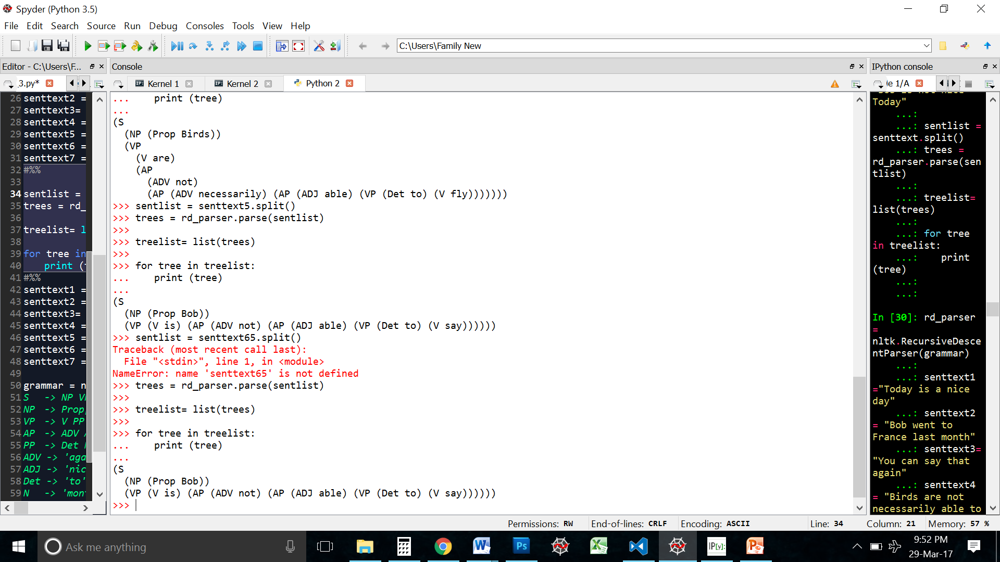 Spyder (Python 3.5)
File Edit Search Source Run Debug Consoles Tools View Help
C:\Users\Family New
Editor - C:\Users\F...
_3.py*
26 senttext2 =
27 senttext3=
28 senttext4 =
29 senttext5 =
30 senttext6 =
31 senttext7 =
32 #%%
33
34 sentlist =
35 trees = rd_
36
37 treelist= l
38
39 for tree in
40 print (
41 #%%
42 senttext1 =
43 senttext2 =
44 senttext3=
45 senttext4 =
46 senttext5 =
47 senttext6 =
48 senttext7 =
49
50 grammar = n
51 S -> NP V
52 NP -> Prop
53 VP -> V PP
54 AP -> ADV
55 PP -> Det
56 ADV -> 'aga
57 ADJ -> 'nic
58 Det -> 'to'
59 N -> 'mon
Console
IP: Kernel 1
IP: Kernel 2
Python 2
...     print (tree)
...
(S
  (NP (Prop Birds))
  (VP
    (V are)
    (AP
      (ADV not)
      (AP (ADV necessarily) (AP (ADJ able) (VP (Det to) (V fly)))))))
>>> sentlist = senttext5.split()
>>> trees = rd_parser.parse(sentlist)
>>>
>>> treelist= list(trees)
>>>
>>> for tree in treelist:
...     print (tree)
...
(S
  (NP (Prop Bob))
  (VP (V is) (AP (ADV not) (AP (ADJ able) (VP (Det to) (V say))))))
>>> sentlist = senttext65.split()
Traceback (most recent call last):
  File "<stdin>", line 1, in <module>
NameError: name 'senttext65' is not defined
>>> trees = rd_parser.parse(sentlist)
>>>
>>> treelist= list(trees)
>>>
>>> for tree in treelist:
...     print (tree)
...
(S
  (NP (Prop Bob))
  (VP (V is) (AP (ADV not) (AP (ADJ able) (VP (Det to) (V say))))))
>>>
IPython console
le 1/A
Today"
...:
...: sentlist =
senttext.split()
...: trees =
rd_parser.parse(sen
tlist)
...:
...: treelist=
list(trees)
...:
...: for tree
in treelist:
...:     print
(tree)
...:
...:
In [30]: rd_parser
=
nltk.RecursiveDesce
ntParser(grammar)
...:
...: senttext1
="Today is a nice
day"
...: senttext2
= "Bob went to
France last month"
...: senttext3=
"You can say that
again"
...: senttext4
= "Birds are not
necessarily able to
Permissions: RW End-of-lines: CRLF Encoding: ASCII Line: 34 Column: 21 Memory: 57 %
Ask me anything
Ps
IP[y]:
9:52 PM
29-Mar-17